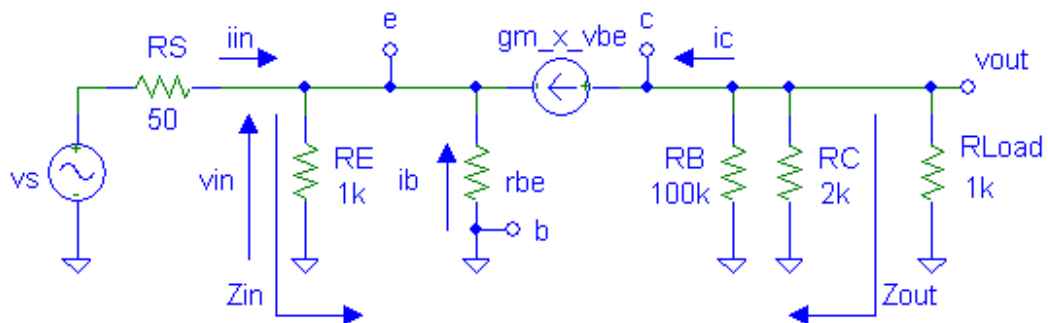 e
c
gm_x_vbe
iin
ic
RS
vout
50
RE
1k
RB
100k
RC
2k
RLoad
1k
vs
vin
ib
rbe
b
Zin
Zout